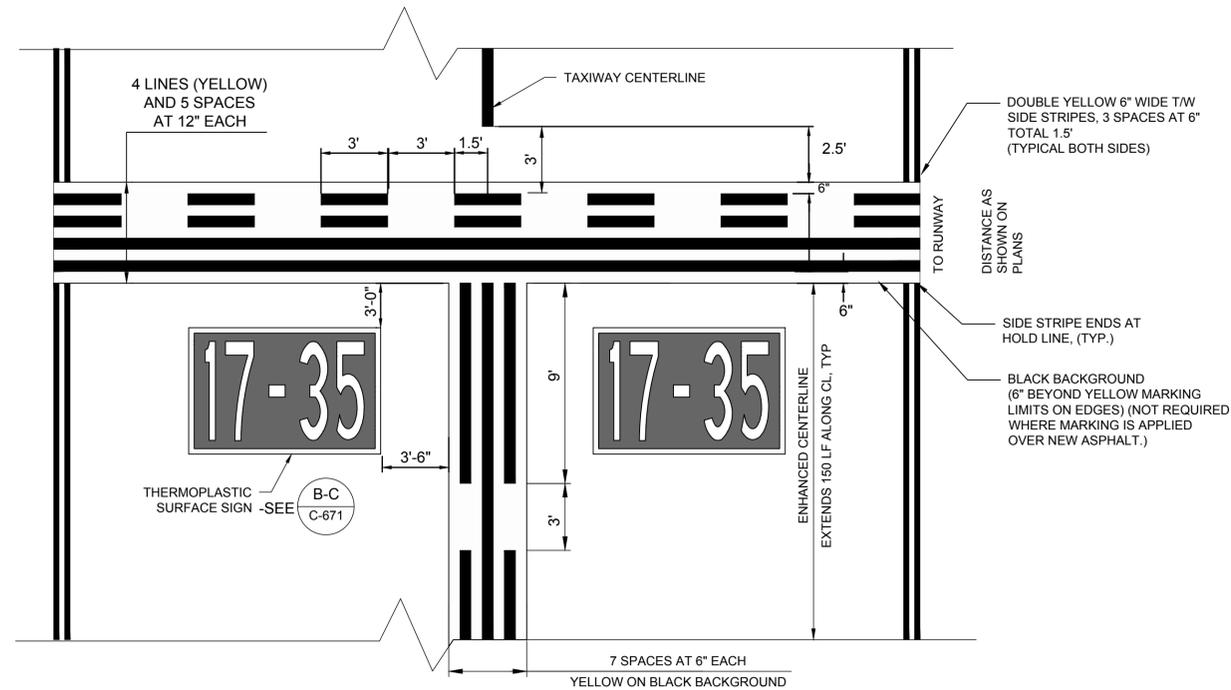 4 LINES (YELLOW)
AND 5 SPACES
AT 12" EACH
TAXIWAY CENTERLINE
DOUBLE YELLOW 6" WIDE T/W
SIDE STRIPES, 3 SPACES AT 6"
TOTAL 1.5'
(TYPICAL BOTH SIDES)
3'
3'
1.5'
3'
2.5'
6"
TO RUNWAY
DISTANCE AS
SHOWN ON
PLANS
3'-0"
6"
SIDE STRIPE ENDS AT
HOLD LINE, (TYP.)
17-35
17-35
9'
ENHANCED CENTERLINE
EXTENDS 150 LF ALONG CL, TYP
BLACK BACKGROUND
(6" BEYOND YELLOW MARKING
LIMITS ON EDGES) (NOT REQUIRED
WHERE MARKING IS APPLIED
OVER NEW ASPHALT.)
3'-6"
THERMOPLASTIC
SURFACE SIGN -SEE
B-C
C-671
3'
7 SPACES AT 6" EACH
YELLOW ON BLACK BACKGROUND